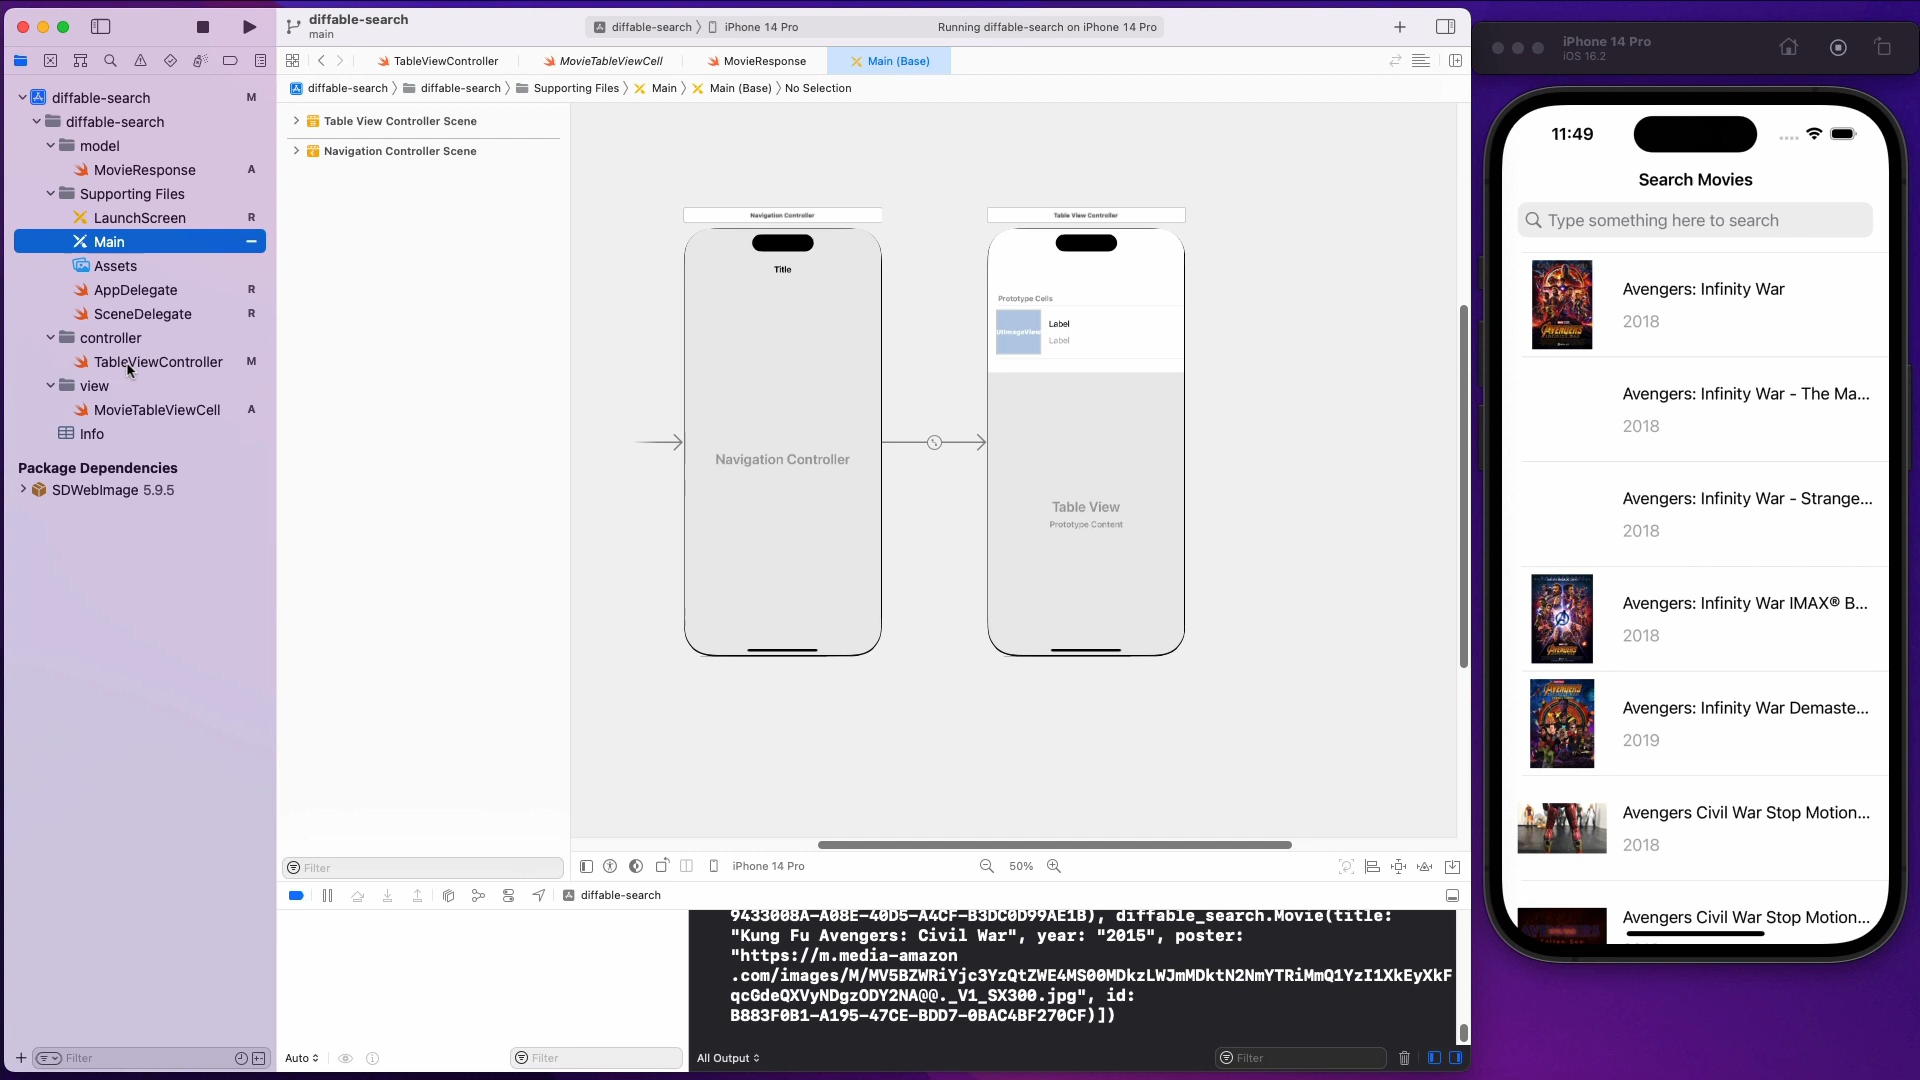 diffable-search
main
diffable-search
iPhone 14 Pro
Running diffable-search on iPhone 14 Pro
TableViewController
MovieTableViewCell
MovieResponse
Main (Base)
diffable-search
diffable-search
Supporting Files
Main
Main (Base)
No Selection
diffable-search M
diffable-search
model
MovieResponse A
Supporting Files
LaunchScreen R
Main
Assets
AppDelegate R
SceneDelegate R
controller
TableViewController M
view
MovieTableViewCell A
Info
Package Dependencies
SDWebImage 5.9.5
Filter
Table View Controller Scene
Navigation Controller Scene
Filter
Navigation Controller
Title
Navigation Controller
Table View Controller
Prototype Cells
UIImageView
Label
Label
Table View
Prototype Content
iPhone 14 Pro
50%
diffable-search
Auto
Filter
9433008A-A08E-40D5-A4CF-B3DC0D99AE1B), diffable_search.Movie(title:
"Kung Fu Avengers: Civil War", year: "2015", poster:
"https://m.media-amazon
.com/images/M/MV5BZWRiYjc3YzQtZWE4MS00MDkzLWJmMDktN2NmYTRiMmQ1YzI1XkEyXkF
qcGdeQXVyNDgzODY2NA@@._V1_SX300.jpg", id:
B883F0B1-A195-47CE-BDD7-0BAC4BF270CF)])
All Output
Filter
iPhone 14 Pro
iOS 16.2
11:49
Search Movies
Type something here to search
Avengers: Infinity War
2018
Avengers: Infinity War - The Ma...
2018
Avengers: Infinity War - Strange...
2018
Avengers: Infinity War IMAX® B...
2018
Avengers: Infinity War Demaste...
2019
Avengers Civil War Stop Motion...
2018
Avengers Civil War Stop Motion...